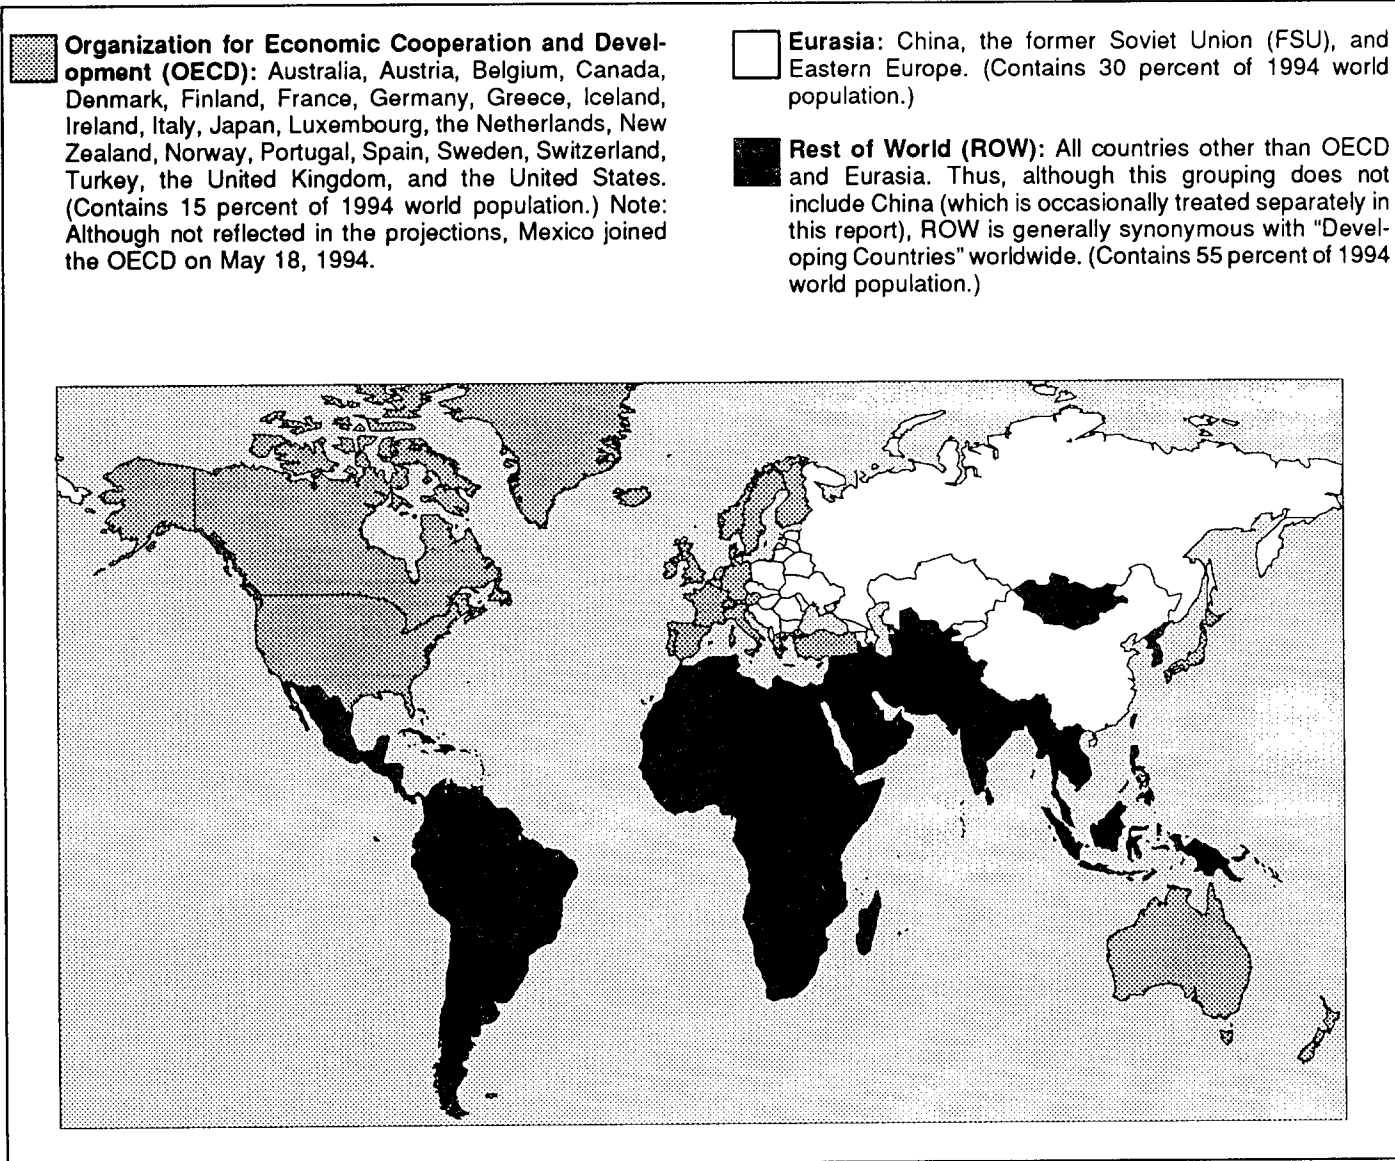 Organization for Economic Cooperation and Devel-
opment (OECD): Australia, Austria, Belgium, Canada,
Denmark, Finland, France, Germany, Greece, Iceland,
Ireland, Italy, Japan, Luxembourg, the Netherlands, New
Zealand, Norway, Portugal, Spain, Sweden, Switzerland,
Turkey, the United Kingdom, and the United States.
(Contains 15 percent of 1994 world population.) Note:
Although not reflected in the projections, Mexico joined
the OECD on May 18, 1994.
Eurasia: China, the former Soviet Union (FSU), and
Eastern Europe. (Contains 30 percent of 1994 world
population.)
Rest of World (ROW): All countries other than OECD
and Eurasia. Thus, although this grouping does not
include China (which is occasionally treated separately in
this report), ROW is generally synonymous with "Devel-
oping Countries" worldwide. (Contains 55 percent of 1994
world population.)